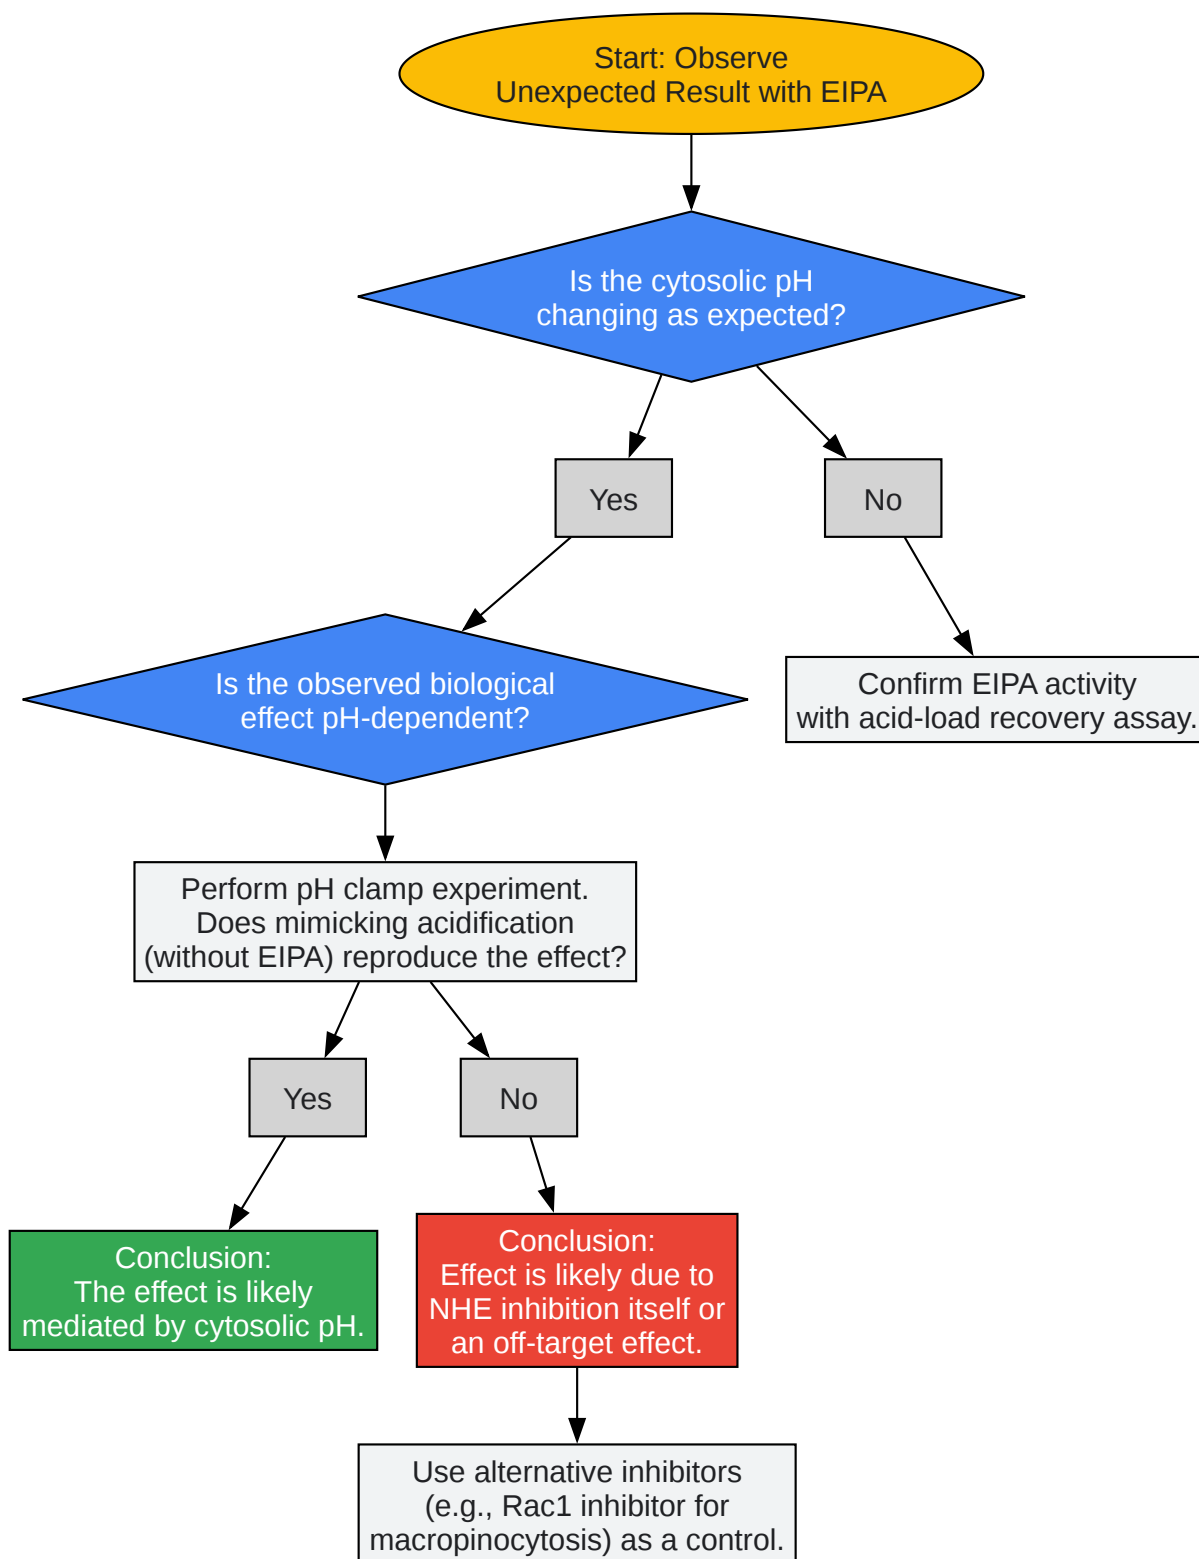 Start: Observe
Unexpected Result with EIPA
Is the cytosolic pH
changing as expected?
Yes
No
Is the observed biological
effect pH-dependent?
Confirm EIPA activity
with acid-load recovery assay.
Perform pH clamp experiment.
Does mimicking acidification
(without EIPA) reproduce the effect?
Yes
No
Conclusion:
The effect is likely
mediated by cytosolic pH.
Conclusion:
Effect is likely due to
NHE inhibition itself or
an off-target effect.
Use alternative inhibitors
(e.g., Rac1 inhibitor for
macropinocytosis) as a control.